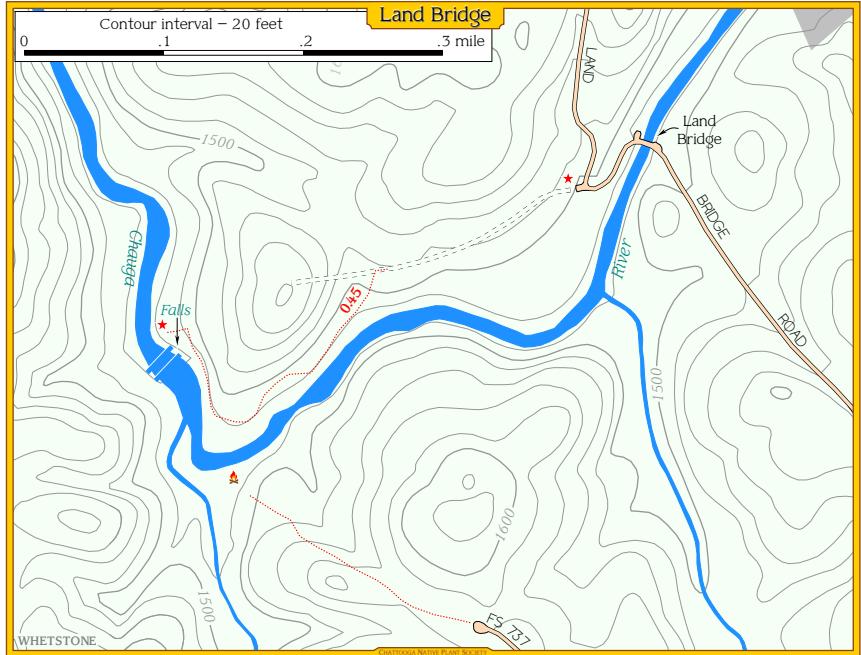 Land Bridge
Contour interval – 20 feet
0 .1 .2 .3 mile
LAND
Land
Bridge
1500
BRIDGE
Chauga
River
0.45
Falls
ROAD
1500
1600
1500
FS 737
WHETSTONE
CHATTOOGA NATIVE PLANT SOCIETY